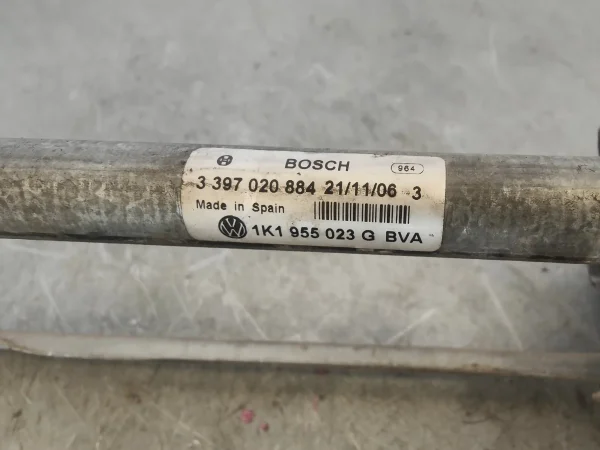 BOSCH 964
3 397 020 884 21/11/06 3
Made in Spain
1K1 955 023 G BVA